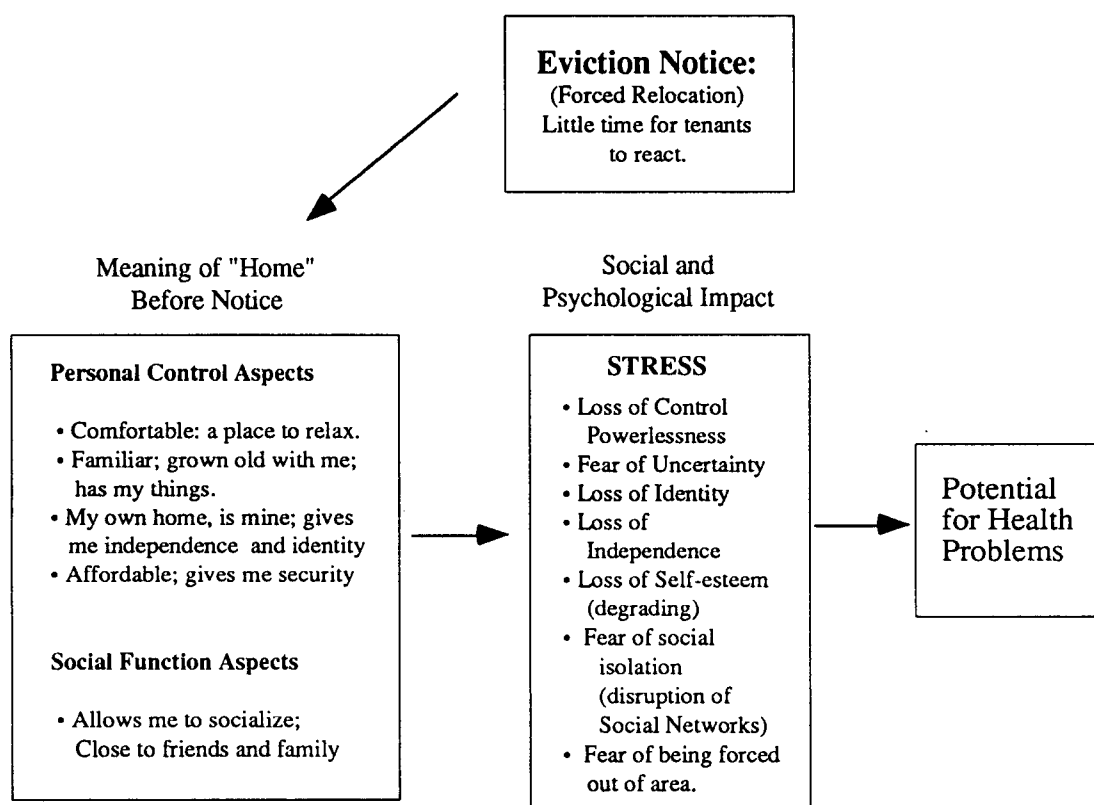 Eviction Notice:
(Forced Relocation)
Little time for tenants
to react.
Meaning of "Home"
Before Notice
Personal Control Aspects
• Comfortable: a place to relax.
• Familiar; grown old with me;
has my things.
• My own home, is mine; gives
me independence and identity
• Affordable; gives me security
Social Function Aspects
• Allows me to socialize;
Close to friends and family
Social and
Psychological Impact
STRESS
• Loss of Control
Powerlessness
• Fear of Uncertainty
• Loss of Identity
• Loss of
Independence
• Loss of Self-esteem
(degrading)
• Fear of social
isolation
(disruption of
Social Networks)
• Fear of being forced
out of area.
Potential
for Health
Problems